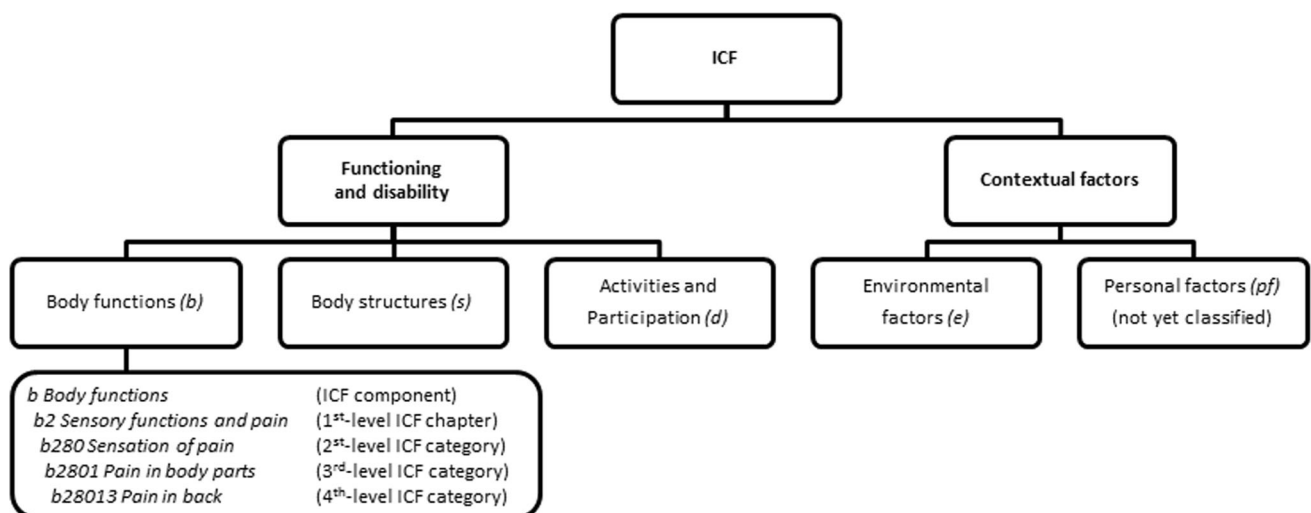 ICF
Functioning
and disability
Contextual factors
Body functions (b)
Body structures (s)
Activities and
Participation (d)
Environmental
factors (e)
Personal factors (pf)
(not yet classified)
b Body functions (ICF component)
b2 Sensory functions and pain (1st-level ICF chapter)
b280 Sensation of pain (2st-level ICF category)
b2801 Pain in body parts (3rd-level ICF category)
b28013 Pain in back (4th-level ICF category)